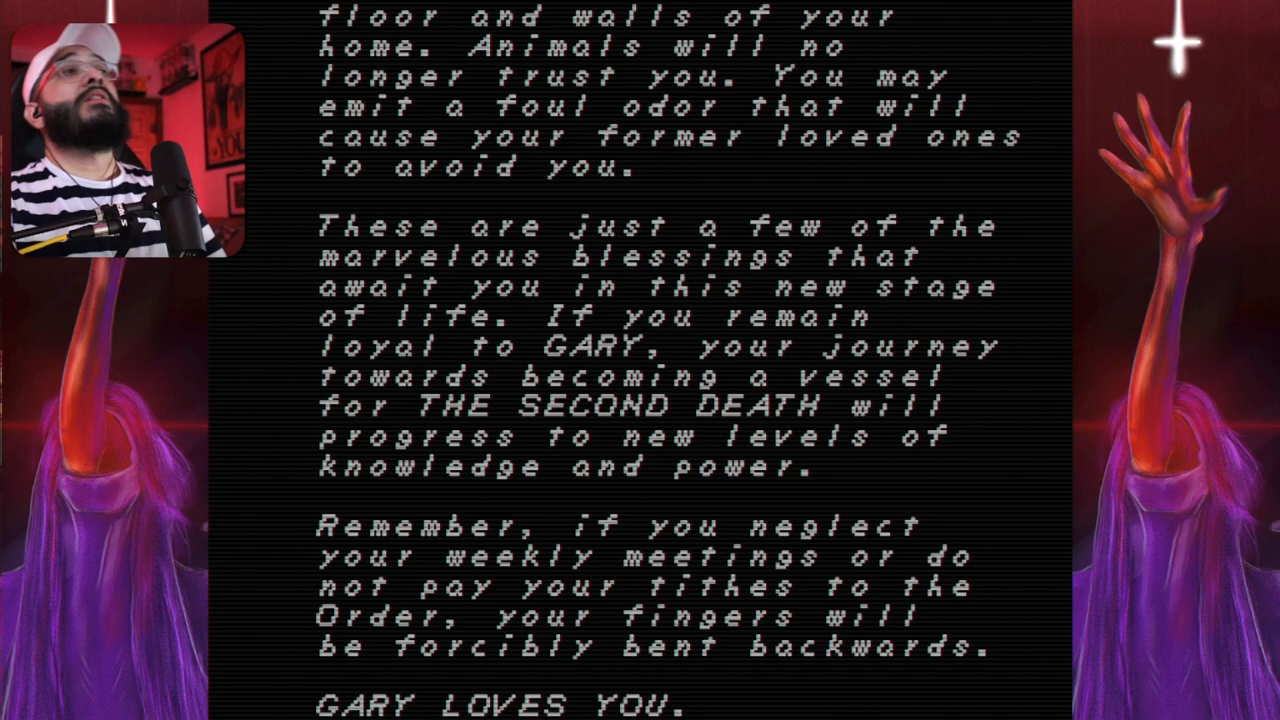 floor and walls of your
home. Animals will no
longer trust you. You may
emit a foul odor that will
cause your former loved ones
to avoid you.
These are just a few of the
marvelous blessings that
await you in this new stage
of life. If you remain
loyal to GARY, your journey
towards becoming a vessel
for THE SECOND DEATH will
progress to new levels of
knowledge and power.
Remember, if you neglect
your weekly meetings or do
not pay your tithes to the
Order, your fingers will
be forcibly bent backwards.
GARY LOVES YOU.